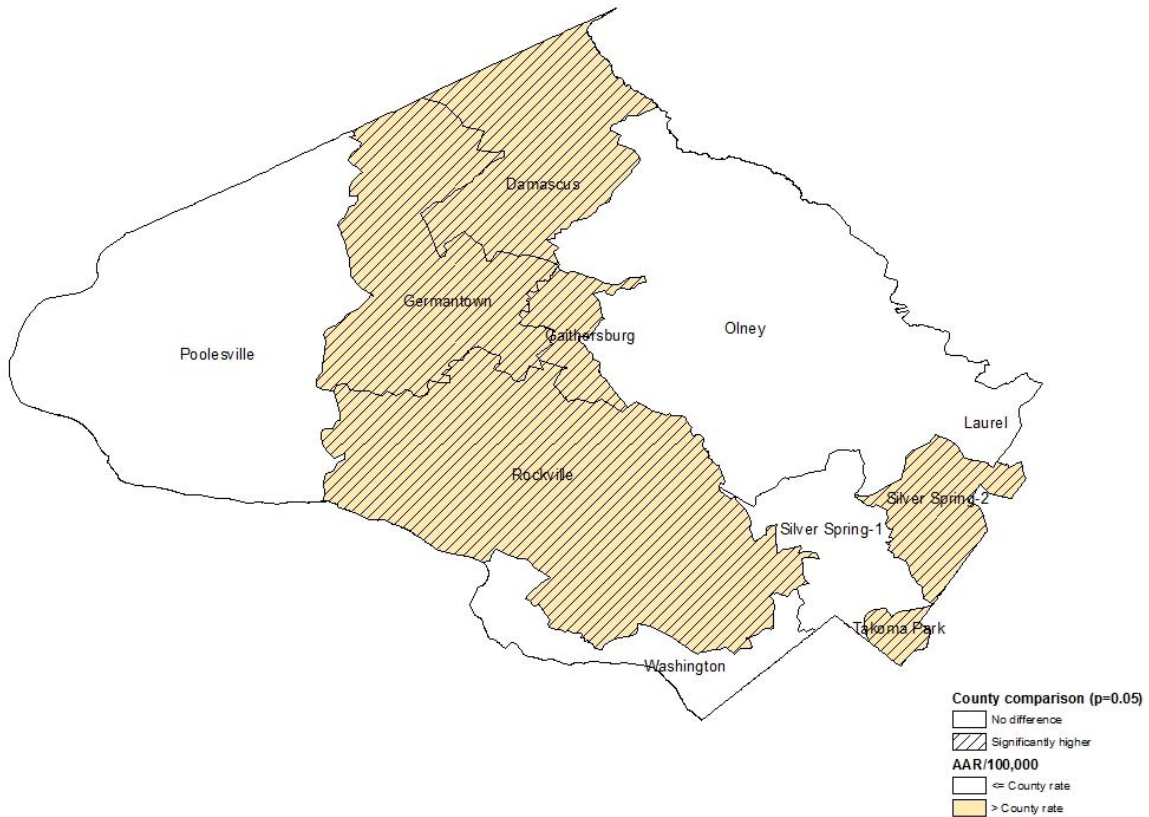 Damascus
Germantown
Gaithersburg
Olney
Poolesville
Laurel
Rockville
Silver Spring-2
Silver Spring-1
Takoma Park
Washington
County comparison (p=0.05)
No difference
Significantly higher
AAR/100,000
<= County rate
> County rate